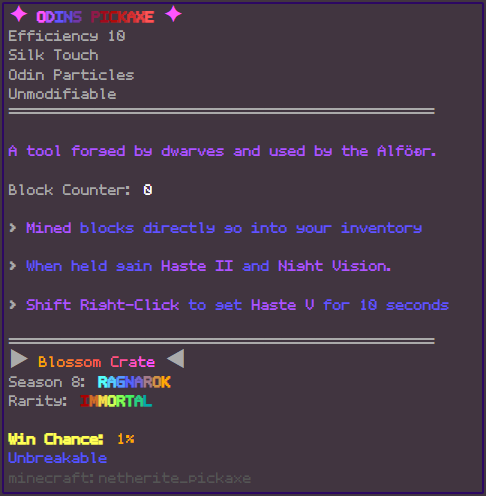 ✦ ODINS PICKAXE ✦
Efficiency 10
Silk Touch
Odin Particles
Unmodifiable
A tool forged by dwarves and used by the Alföðr.
Block Counter: 0
> Mined blocks directly go into your inventory
> When held gain Haste II and Night Vision.
> Shift Right-Click to get Haste V for 10 seconds
▶ Blossom Crate ◀
Season 8: RAGNAROK
Rarity: IMMORTAL
Win Chance: 1%
Unbreakable
minecraft:netherite_pickaxe